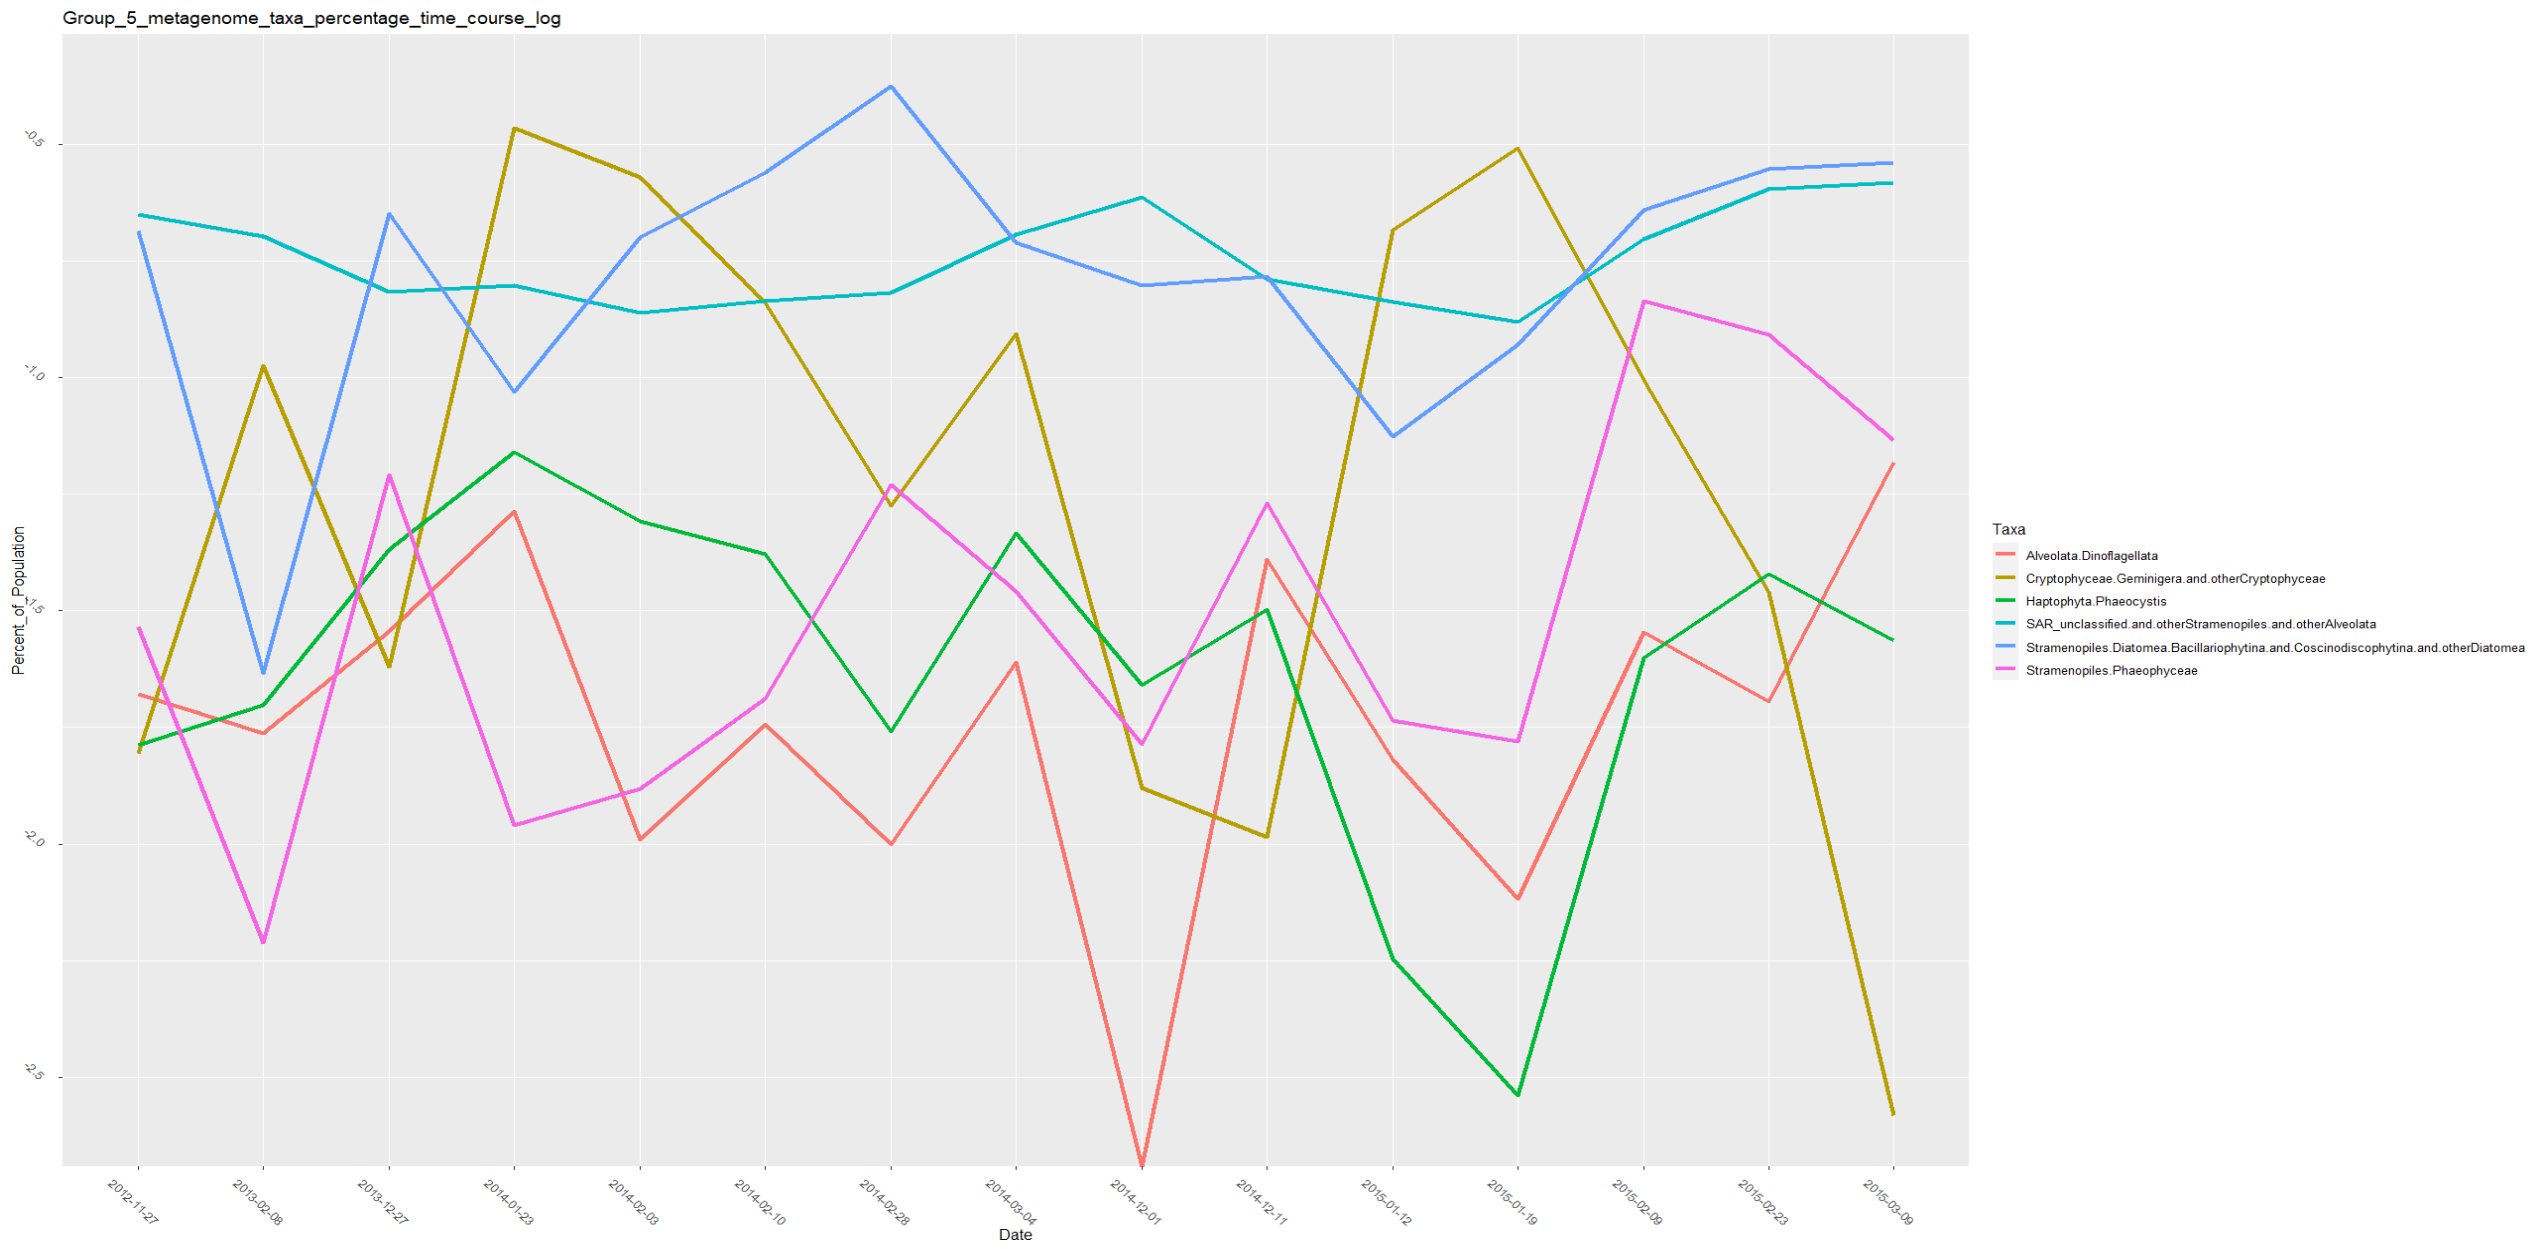 Group_5_metagenome_taxa_percentage_time_course_log
Percent_of_Population
-0.5
-1.0
-1.5
-2.0
-2.5
2012-11-27
2013-02-08
2013-12-27
2014-01-23
2014-02-03
2014-02-10
2014-02-28
2014-03-04
2014-12-01
2014-12-11
2015-01-12
2015-01-19
2015-02-09
2015-02-23
2015-03-09
Date
Taxa
Alveolata.Dinoflagellata
Cryptophyceae.Geminigera.and.otherCryptophyceae
Haptophyta.Phaeocystis
SAR_unclassified.and.otherStramenopiles.and.otherAlveolata
Stramenopiles.Diatomea.Bacillariophytina.and.Coscinodiscophytina.and.otherDiatomea
Stramenopiles.Phaeophyceae